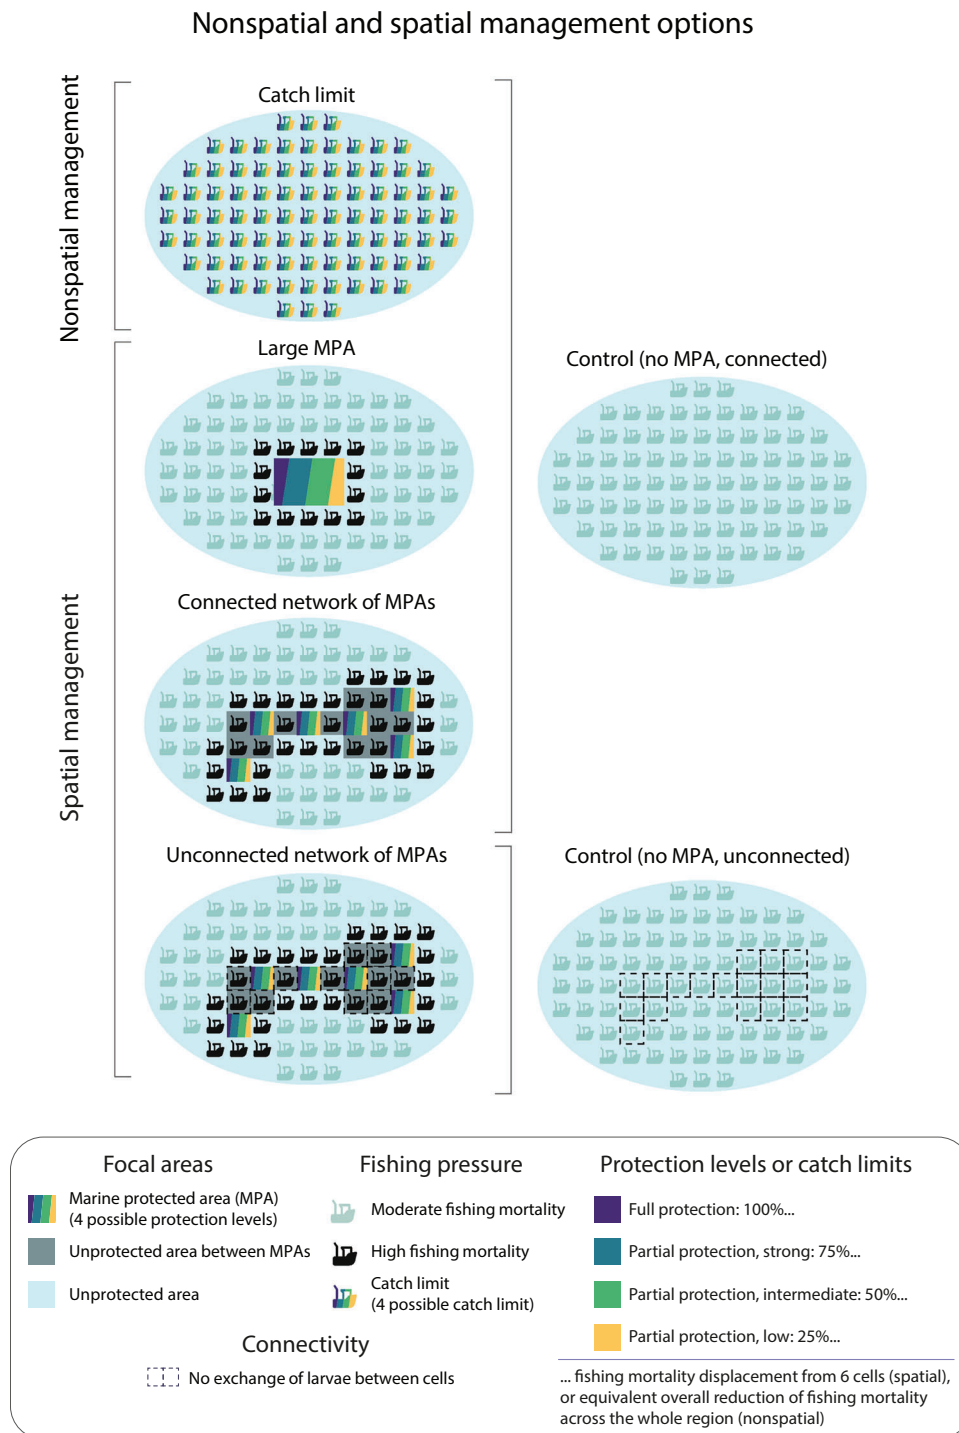 Nonspatial and spatial management options
Nonspatial management
Catch limit
Spatial management
Large MPA
Control (no MPA, connected)
Connected network of MPAs
Unconnected network of MPAs
Control (no MPA, unconnected)
Focal areas
Marine protected area (MPA)
(4 possible protection levels)
Unprotected area between MPAs
Unprotected area
Fishing pressure
Moderate fishing mortality
High fishing mortality
Catch limit
(4 possible catch limit)
Connectivity
No exchange of larvae between cells
Protection levels or catch limits
Full protection: 100%...
Partial protection, strong: 75%...
Partial protection, intermediate: 50%...
Partial protection, low: 25%...
... fishing mortality displacement from 6 cells (spatial),
or equivalent overall reduction of fishing mortality
across the whole region (nonspatial)